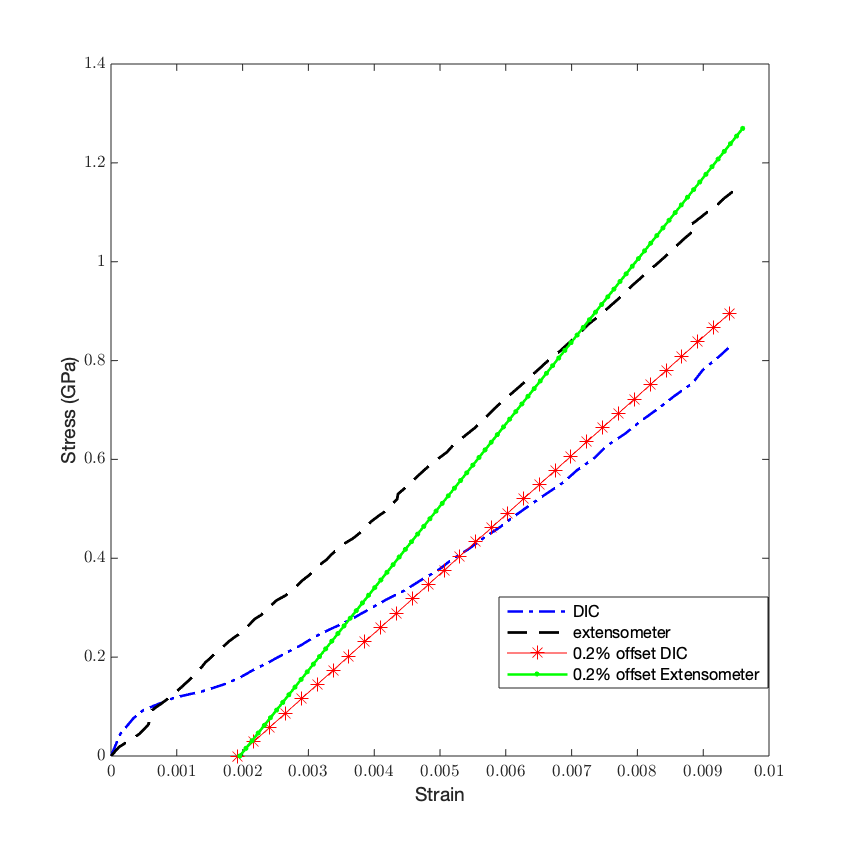 1.4
1.2
1
0.8
0.6
0.4
0.2
0
Stress (GPa)
0 0.001 0.002 0.003 0.004 0.005 0.006 0.007 0.008 0.009 0.01
Strain
DIC
extensometer
0.2% offset DIC
0.2% offset Extensometer